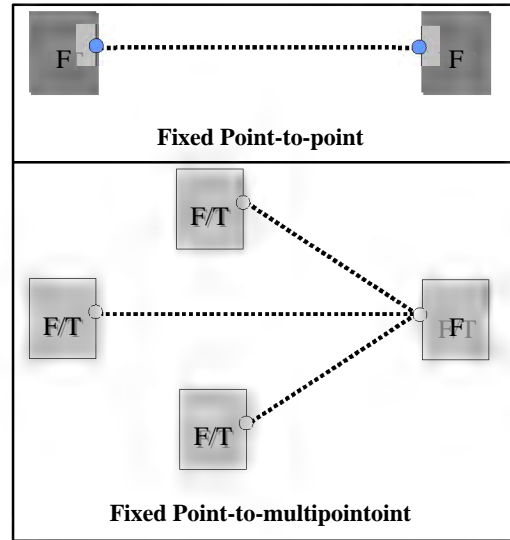 F F
Fixed Point-to-point
F/T
F/T F
F/T
Fixed Point-to-multipointoint